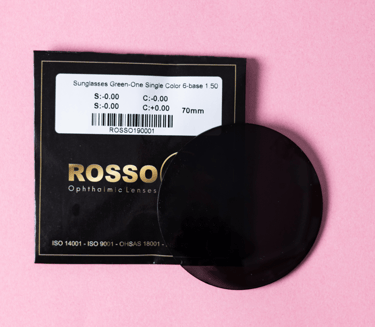 Sunglasses Green-One Single Color 6-base 1.50
S:-0.00 C:-0.00
S:-0.00 C:+0.00 70mm
ROSSO190001
ROSSO
Ophthalmic Lenses
ISO 14001 - ISO 9001 - OHSAS 18001 -